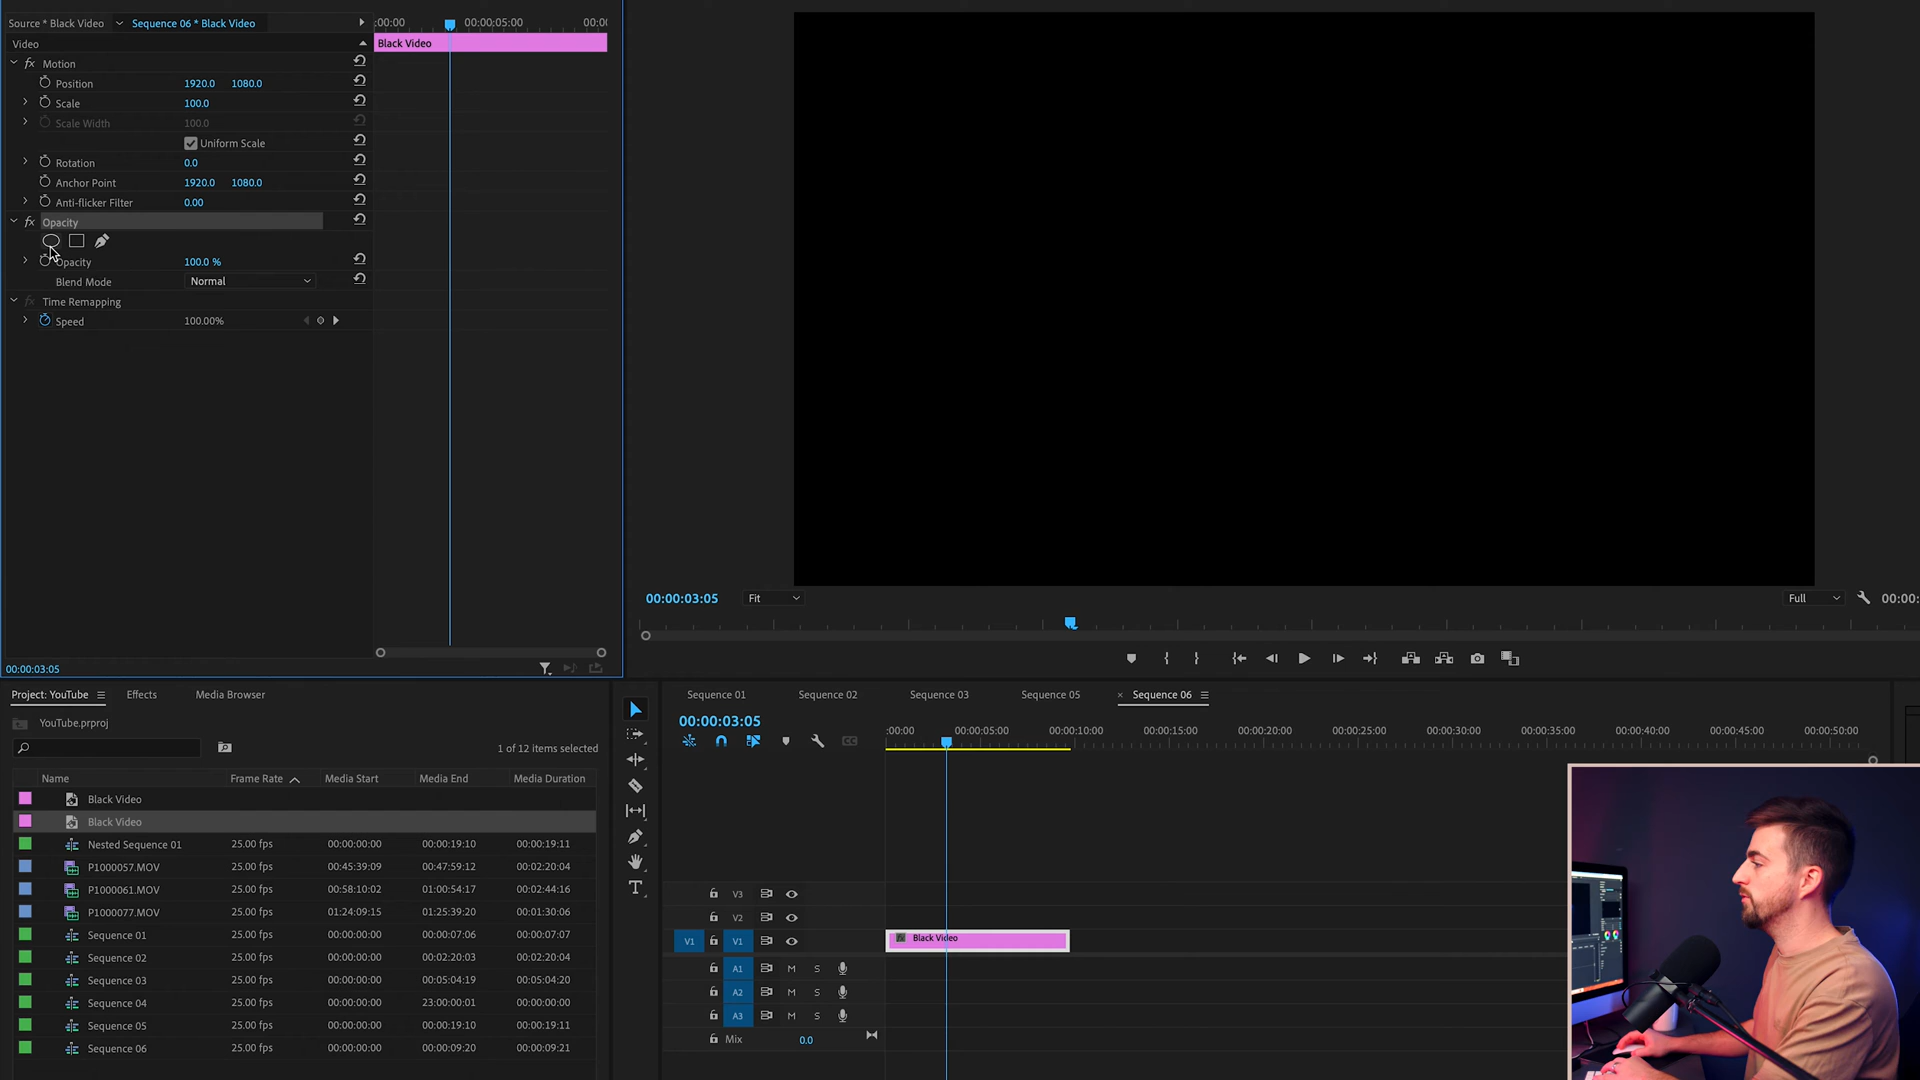 Source * Black Video
Sequence 06 * Black Video
:00:00
00:00:05:00
00:00
Video
Black Video
fx Motion
Position 1920.0 1080.0
Scale 100.0
Scale Width 100.0
Uniform Scale
Rotation 0.0
Anchor Point 1920.0 1080.0
Anti-flicker Filter 0.00
fx Opacity
Opacity 100.0 %
Blend Mode Normal
fx Time Remapping
Speed 100.00%
00:00:03:05
00:00:03:05 Fit Full 00:00:
Project: YouTube Effects Media Browser
YouTube.prproj
1 of 12 items selected
Name Frame Rate Media Start Media End Media Duration
Black Video
Black Video
Nested Sequence 01 25.00 fps 00:00:00:00 00:00:19:10 00:00:19:11
P1000057.MOV 25.00 fps 00:45:39:09 00:47:59:12 00:02:20:04
P1000061.MOV 25.00 fps 00:58:10:02 01:00:54:17 00:02:44:16
P1000077.MOV 25.00 fps 01:24:09:15 01:25:39:20 00:01:30:06
Sequence 01 25.00 fps 00:00:00:00 00:00:07:06 00:00:07:07
Sequence 02 25.00 fps 00:00:00:00 00:02:20:03 00:02:20:04
Sequence 03 25.00 fps 00:00:00:00 00:05:04:19 00:05:04:20
Sequence 04 25.00 fps 00:00:00:00 23:00:00:01 00:00:00:00
Sequence 05 25.00 fps 00:00:00:00 00:00:19:10 00:00:19:11
Sequence 06 25.00 fps 00:00:00:00 00:00:09:20 00:00:09:21
Sequence 01 Sequence 02 Sequence 03 Sequence 05 × Sequence 06
00:00:03:05
:00:00 00:00:05:00 00:00:10:00 00:00:15:00 00:00:20:00 00:00:25:00 00:00:30:00 00:00:35:00 00:00:40:00 00:00:45:00 00:00:50:00
V3
V2
V1 V1
fx Black Video
A1 M S
A2 M S
A3 M S
Mix 0.0